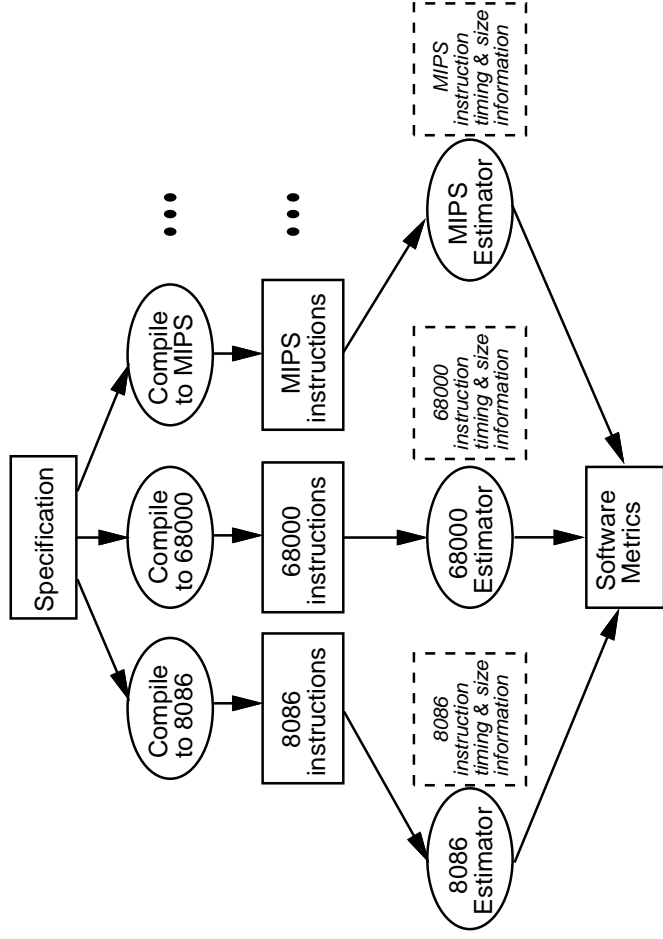 Specification
Compile
to 8086
Compile
to 68000
Compile
to MIPS
8086
instructions
68000
instructions
MIPS
instructions
8086
Estimator
8086
instruction
timing & size
information
68000
Estimator
68000
instruction
timing & size
information
MIPS
Estimator
MIPS
instruction
timing & size
information
Software
Metrics